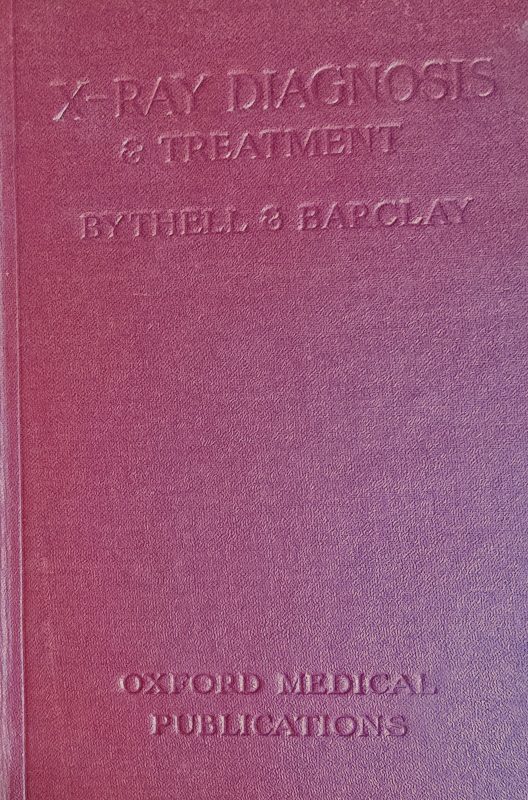 X-RAY DIAGNOSIS
& TREATMENT
BYTHELL & BARCLAY
OXFORD MEDICAL
PUBLICATIONS